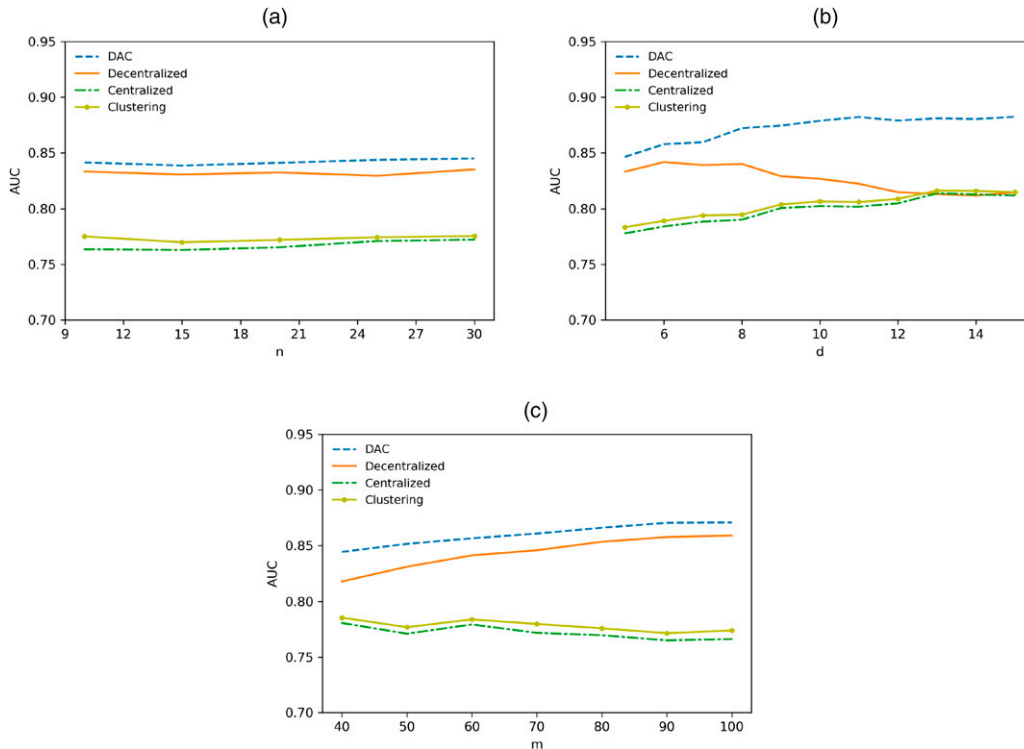 (a)
0.95
0.90
0.85
0.80
0.75
0.70
AUC
DAC
Decentralized
Centralized
Clustering
9 12 15 18 21 24 27 30
n
(b)
0.95
0.90
0.85
0.80
0.75
0.70
AUC
DAC
Decentralized
Centralized
Clustering
6 8 10 12 14
d
(c)
0.95
0.90
0.85
0.80
0.75
0.70
AUC
DAC
Decentralized
Centralized
Clustering
40 50 60 70 80 90 100
m